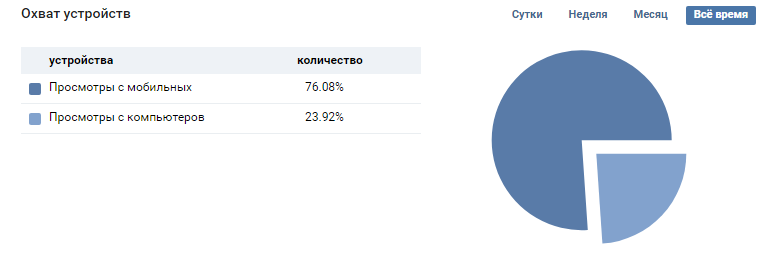 Охват устройств
Сутки Неделя Месяц Всё время
устройства количество
Просмотры с мобильных 76.08%
Просмотры с компьютеров 23.92%